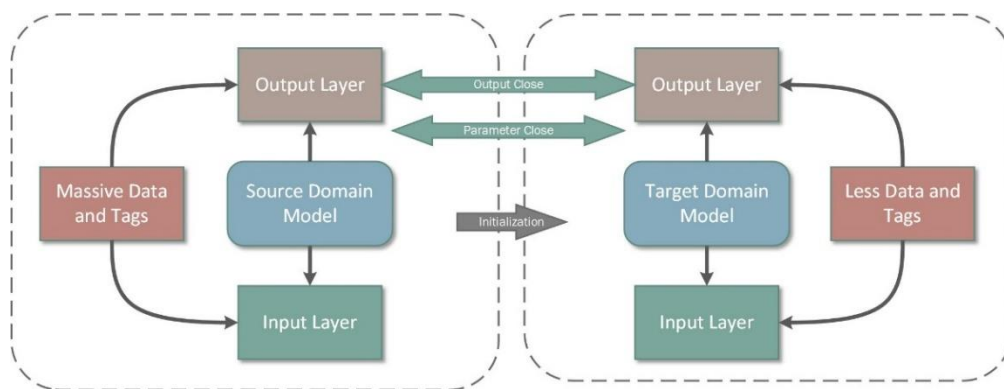 Output Layer
Output Close
Output Layer
Parameter Close
Massive Data
and Tags
Source Domain
Model
Initialization
Target Domain
Model
Less Data and
Tags
Input Layer
Input Layer